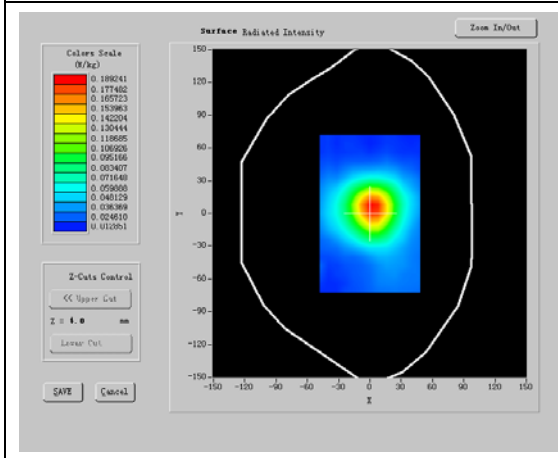 Surface Radiated Intensity
Zoom In/Out
Colors Scale
(W/kg)
0.189241
0.177482
0.165723
0.153963
0.142204
0.130444
0.118685
0.106926
0.095166
0.083407
0.071648
0.059888
0.048129
0.036369
0.024610
0.012851
150
120
90
60
30
0
-30
-60
-90
-120
-150
Y
-150 -120 -90 -60 -30 0 30 60 90 120 150
X
Z-Cuts Control
<< Upper Cut
Z = 4.0 mm
Lower Cut
SAVE
Cancel